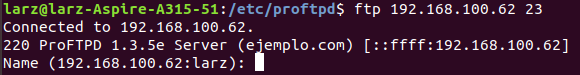 larz@larz-Aspire-A315-51:/etc/proftpd$ ftp 192.168.100.62 23
Connected to 192.168.100.62.
220 ProFTPD 1.3.5e Server (ejemplo.com) [::ffff:192.168.100.62]
Name (192.168.100.62:larz):